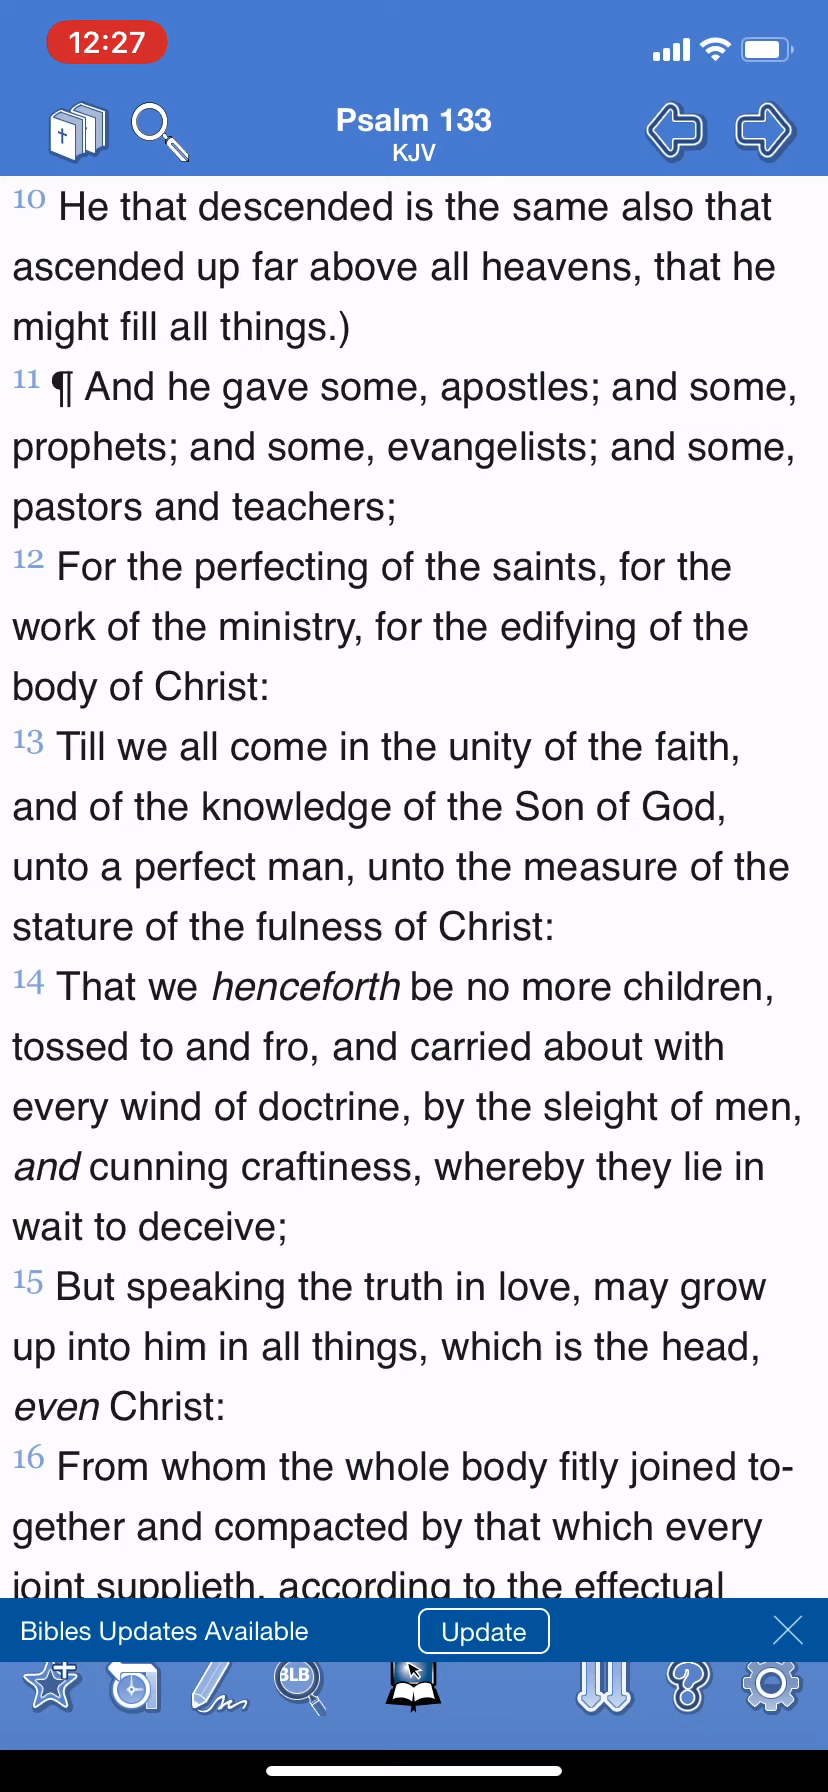 12:27
Psalm 133
KJV
10 He that descended is the same also that
ascended up far above all heavens, that he
might fill all things.)
11 ¶ And he gave some, apostles; and some,
prophets; and some, evangelists; and some,
pastors and teachers;
12 For the perfecting of the saints, for the
work of the ministry, for the edifying of the
body of Christ:
13 Till we all come in the unity of the faith,
and of the knowledge of the Son of God,
unto a perfect man, unto the measure of the
stature of the fulness of Christ:
14 That we henceforth be no more children,
tossed to and fro, and carried about with
every wind of doctrine, by the sleight of men,
and cunning craftiness, whereby they lie in
wait to deceive;
15 But speaking the truth in love, may grow
up into him in all things, which is the head,
even Christ:
16 From whom the whole body fitly joined to-
gether and compacted by that which every
joint supplieth, according to the effectual
Bibles Updates Available Update
BLB